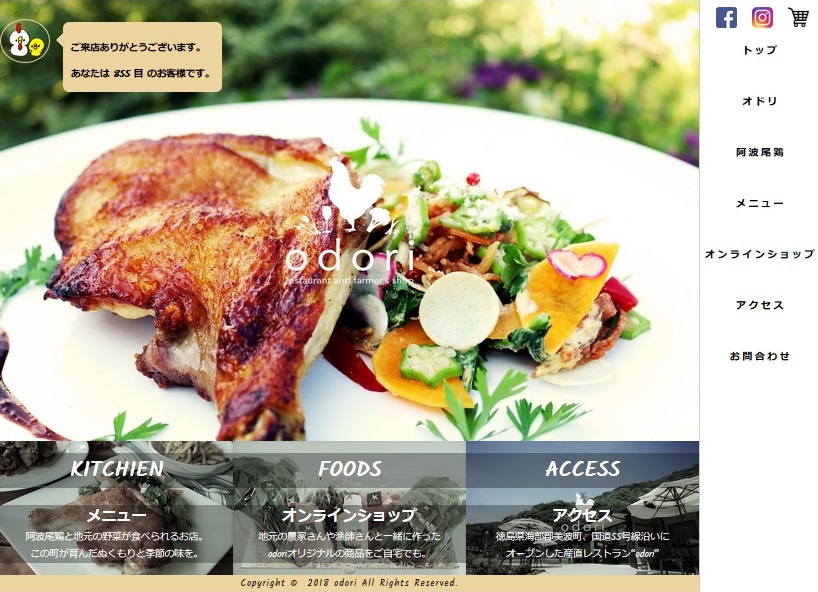 ご来店ありがとうございます。
あなたは 855 目 のお客様です。
トップ
オドリ
阿波尾鶏
メニュー
オンラインショップ
アクセス
お問合わせ
odori
restaurant and farmer's shop
KITCHIEN
メニュー
阿波尾鶏と地元の野菜が食べられるお店。
この町が育んだぬくもりと季節の味を。
FOODS
オンラインショップ
地元の農家さんや漁師さんと一緒に作った
odoriオリジナルの商品をご自宅でも。
ACCESS
アクセス
odori
徳島県海部郡美波町、国道55号線沿いに
オープンした産直レストラン“odori”
Copyright © 2018 odori All Rights Reserved.